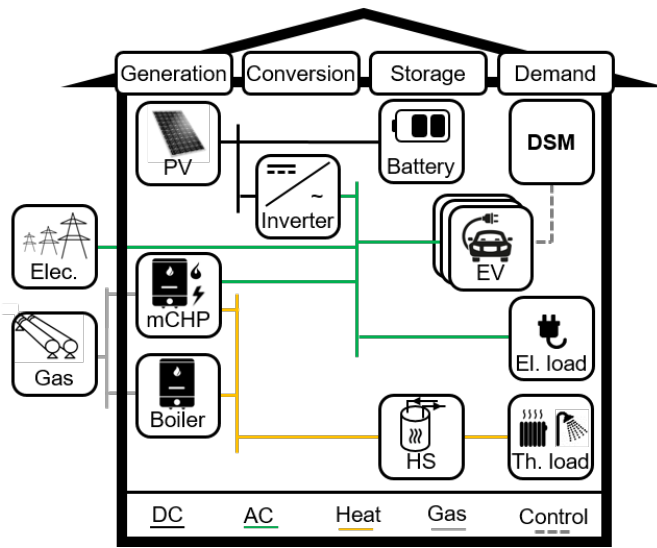 Generation Conversion Storage Demand
PV
Battery
DSM
~
Inverter
Elec.
EV
mCHP
Gas
El. load
Boiler
HS
Th. load
DC AC Heat Gas Control